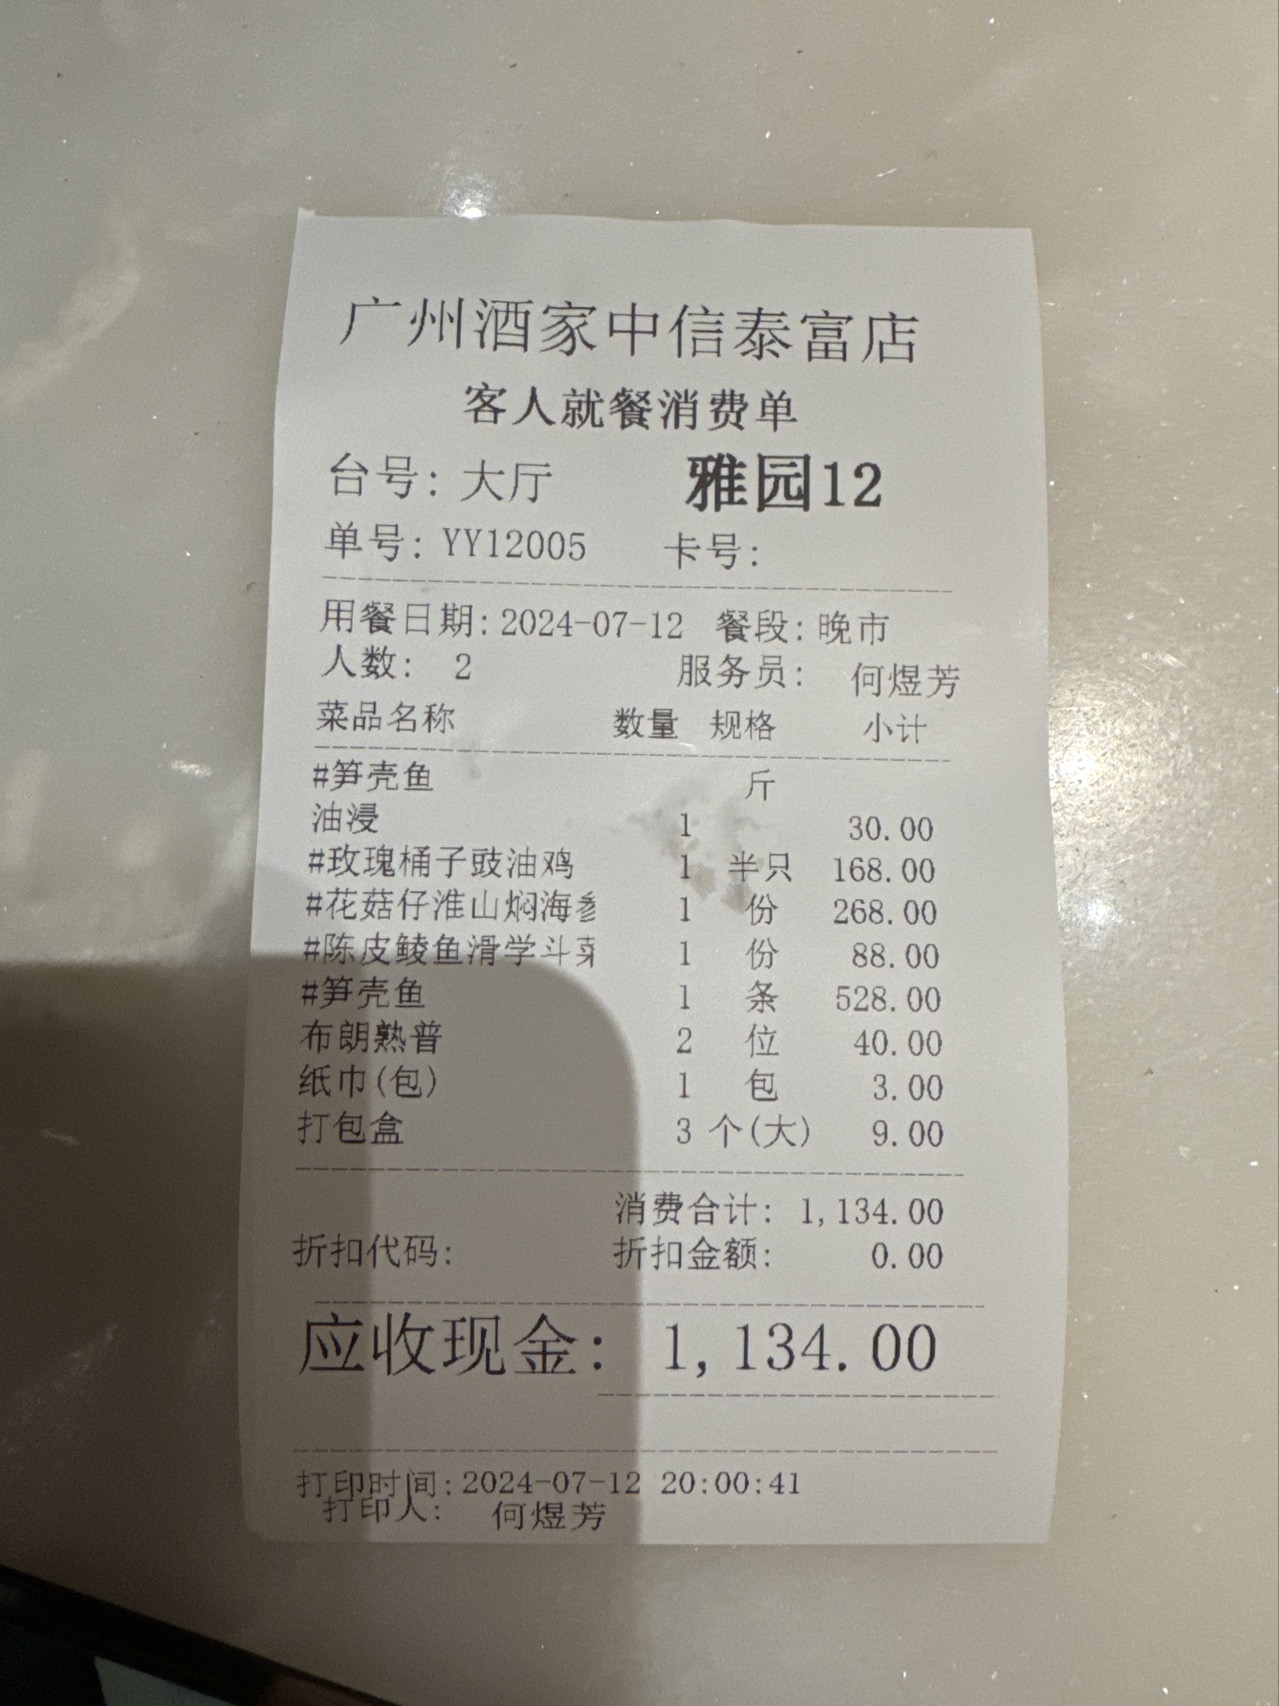 广州酒家中信泰富店
客人就餐消费单
台号: 大厅 雅园12
单号: YY12005 卡号:
用餐日期: 2024-07-12 餐段: 晚市
人数: 2 服务员: 何煜芳
菜品名称 数量 规格 小计
#笋壳鱼 斤
油浸 1 30.00
#玫瑰桶子豉油鸡 1 半只 168.00
#花菇仔淮山焖海参 1 份 268.00
#陈皮鲮鱼滑学斗菜 1 份 88.00
#笋壳鱼 1 条 528.00
布朗熟普 2 位 40.00
纸巾(包) 1 包 3.00
打包盒 3 个(大) 9.00
消费合计: 1,134.00
折扣代码: 折扣金额: 0.00
应收现金: 1,134.00
打印时间: 2024-07-12 20:00:41
打印人: 何煜芳